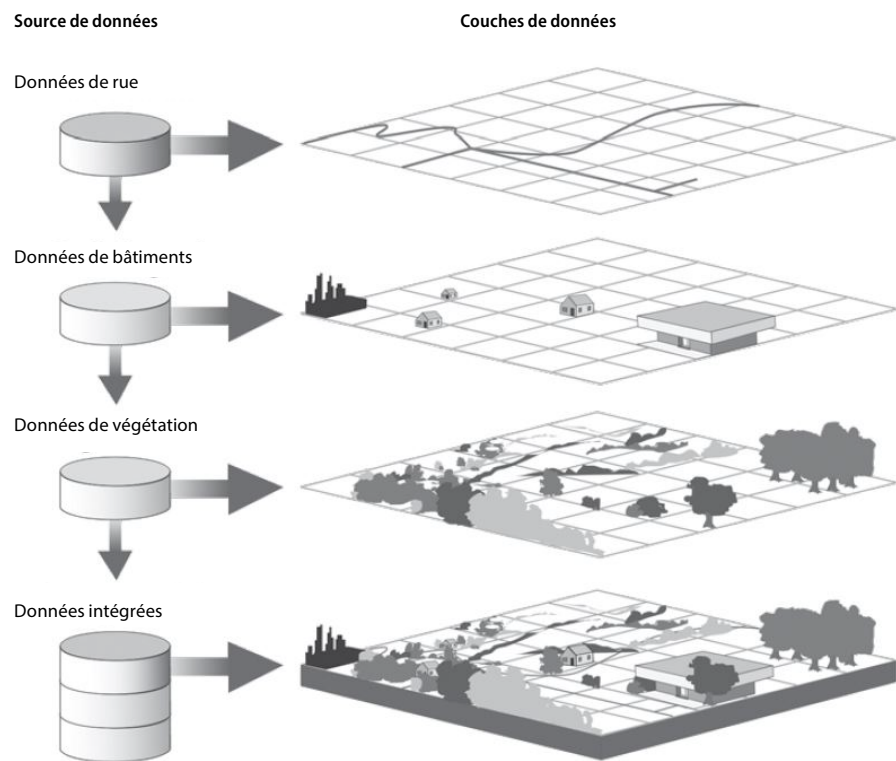 Source de données
Couches de données
Données de rue
Données de bâtiments
Données de végétation
Données intégrées